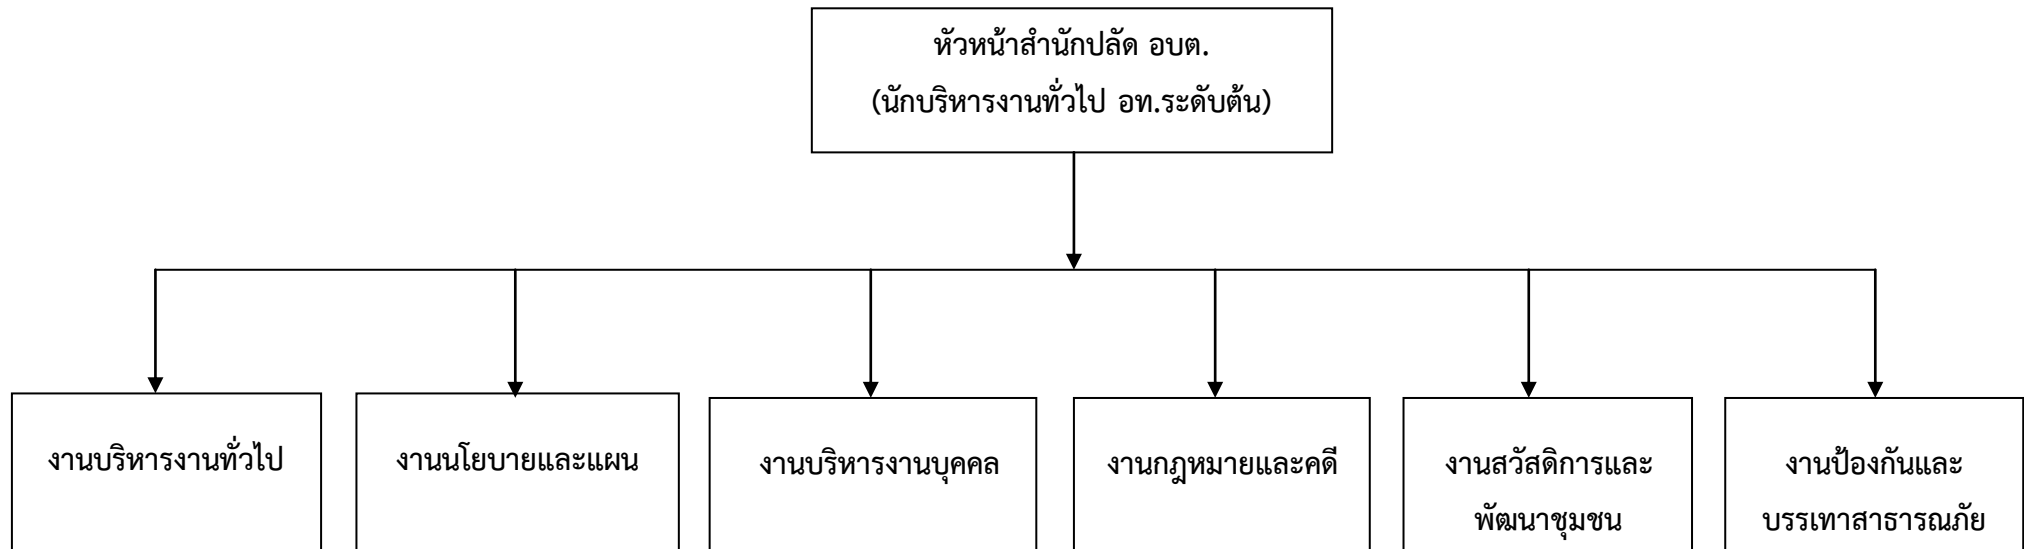 หัวหน้าสำนักปลัด อบต.
(นักบริหารงานทั่วไป อท.ระดับต้น)
งานบริหารงานทั่วไป
งานนโยบายและแผน
งานบริหารงานบุคคล
งานกฎหมายและคดี
งานสวัสดิการและ
พัฒนาชุมชน
งานป้องกันและ
บรรเทาสาธารณภัย